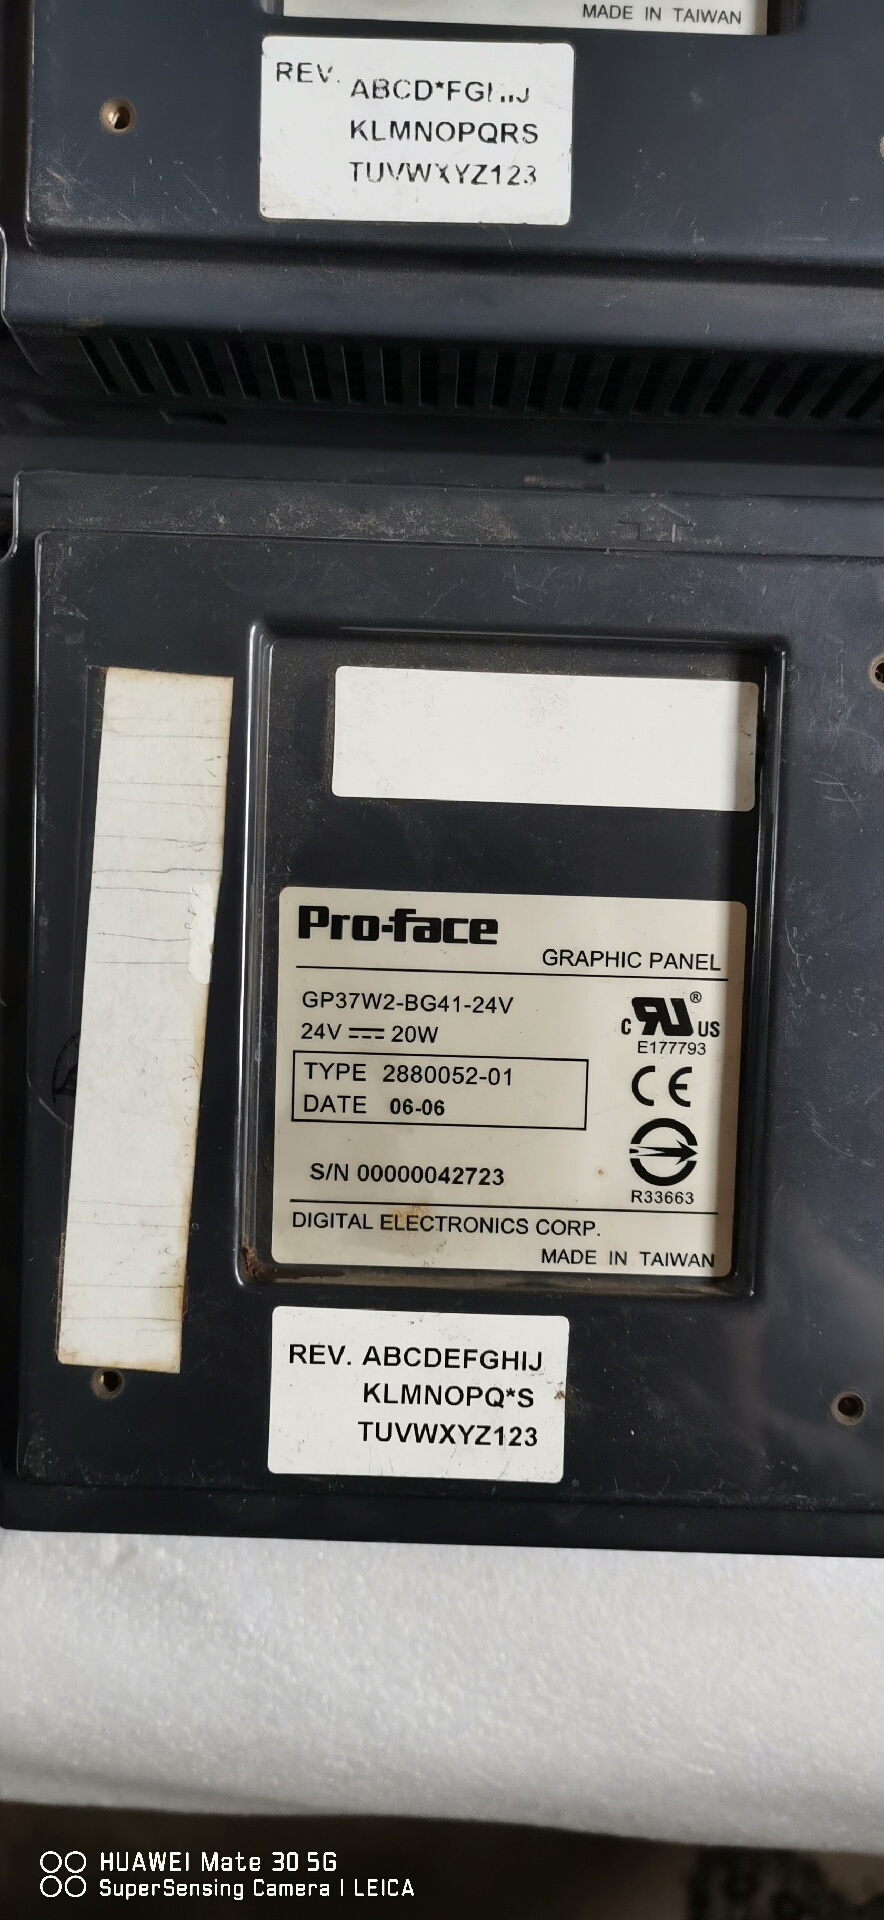 MADE IN TAIWAN
REV. ABCD*FGHIJ
KLMNOPQRS
TUVWXYZ123
Pro-face
GRAPHIC PANEL
GP37W2-BG41-24V
24V ⎓ 20W
TYPE 2880052-01
DATE 06-06
S/N 00000042723
c RU ® US
E177793
CE
R33663
DIGITAL ELECTRONICS CORP.
MADE IN TAIWAN
REV. ABCDEFGHIJ
KLMNOPQ*S
TUVWXYZ123
HUAWEI Mate 30 5G
SuperSensing Camera | LEICA